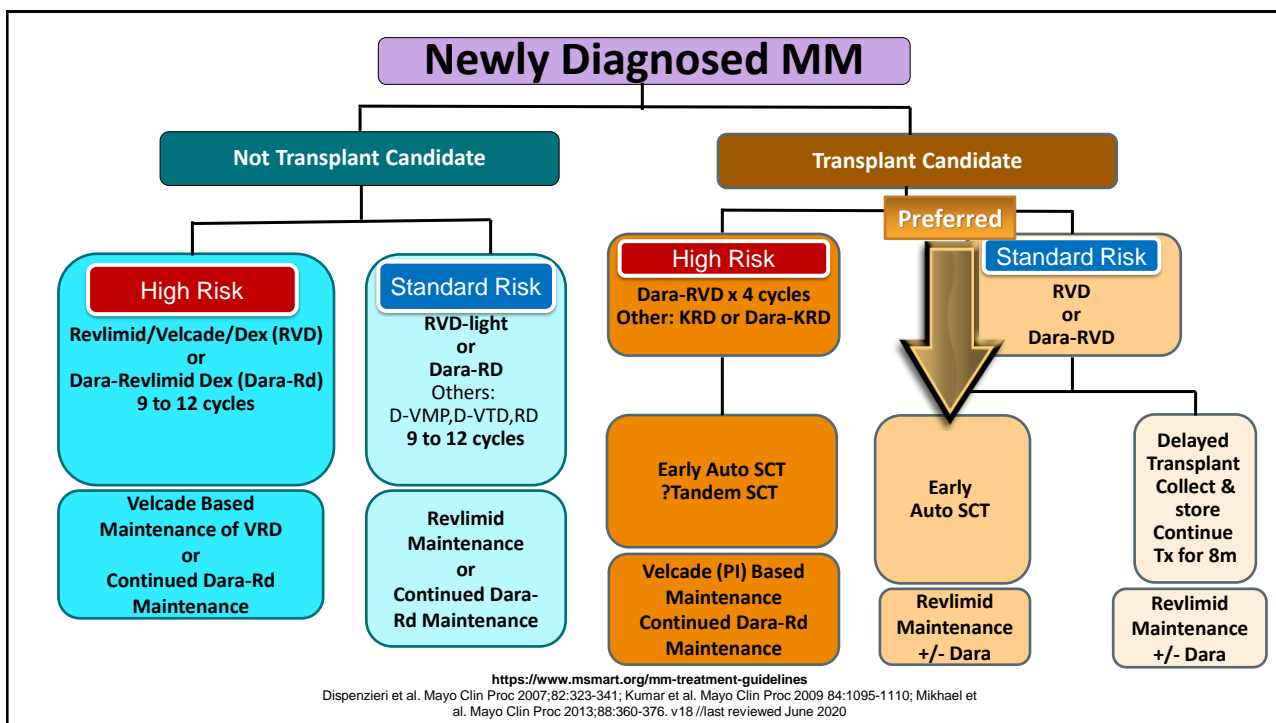 Newly Diagnosed MM
Not Transplant Candidate
Transplant Candidate
Preferred
High Risk
Revlimid/Velcade/Dex (RVD)
or
Dara-Revlimid Dex (Dara-Rd)
9 to 12 cycles
Velcade Based
Maintenance of VRD
or
Continued Dara-Rd
Maintenance
Standard Risk
RVD-light
or
Dara-RD
Others:
D-VMP,D-VTD,RD
9 to 12 cycles
Revlimid
Maintenance
or
Continued Dara-
Rd Maintenance
High Risk
Dara-RVD x 4 cycles
Other: KRD or Dara-KRD
Early Auto SCT
?Tandem SCT
Velcade (PI) Based
Maintenance
Continued Dara-Rd
Maintenance
Standard Risk
RVD
or
Dara-RVD
Early
Auto SCT
Revlimid
Maintenance
+/- Dara
Delayed
Transplant
Collect &
store
Continue
Tx for 8m
Revlimid
Maintenance
+/- Dara
https://www.msmart.org/mm-treatment-guidelines
Dispenzieri et al. Mayo Clin Proc 2007;82:323-341; Kumar et al. Mayo Clin Proc 2009 84:1095-1110; Mikhael et
al. Mayo Clin Proc 2013;88:360-376. v18 //last reviewed June 2020